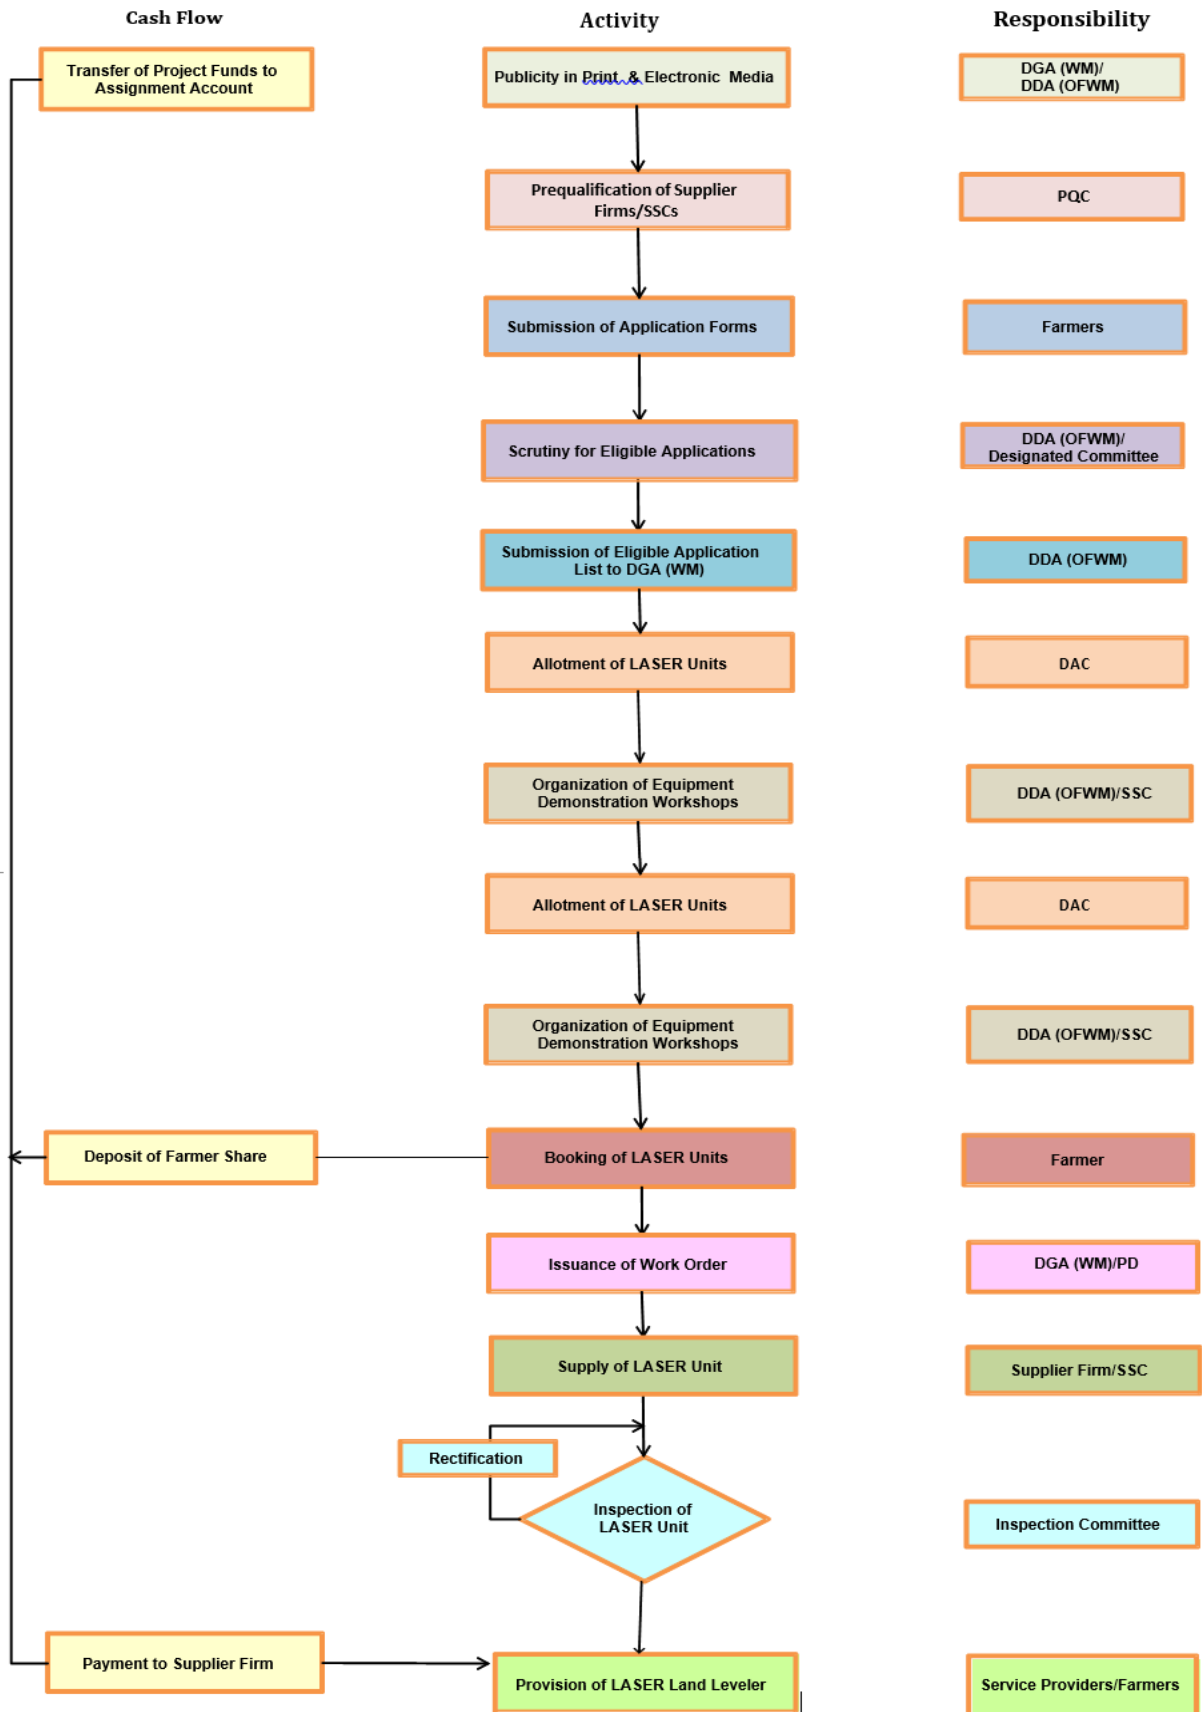 Cash Flow
Activity
Responsibility
Transfer of Project Funds to
Assignment Account
Publicity in Print & Electronic Media
DGA (WM)/
DDA (OFWM)
Prequalification of Supplier
Firms/SSCs
PQC
Submission of Application Forms
Farmers
Scrutiny for Eligible Applications
DDA (OFWM)/
Designated Committee
Submission of Eligible Application
List to DGA (WM)
DDA (OFWM)
Allotment of LASER Units
DAC
Organization of Equipment
Demonstration Workshops
DDA (OFWM)/SSC
Allotment of LASER Units
DAC
Organization of Equipment
Demonstration Workshops
DDA (OFWM)/SSC
Deposit of Farmer Share
Booking of LASER Units
Farmer
Issuance of Work Order
DGA (WM)/PD
Supply of LASER Unit
Supplier Firm/SSC
Rectification
Inspection of
LASER Unit
Inspection Committee
Payment to Supplier Firm
Provision of LASER Land Leveler
Service Providers/Farmers